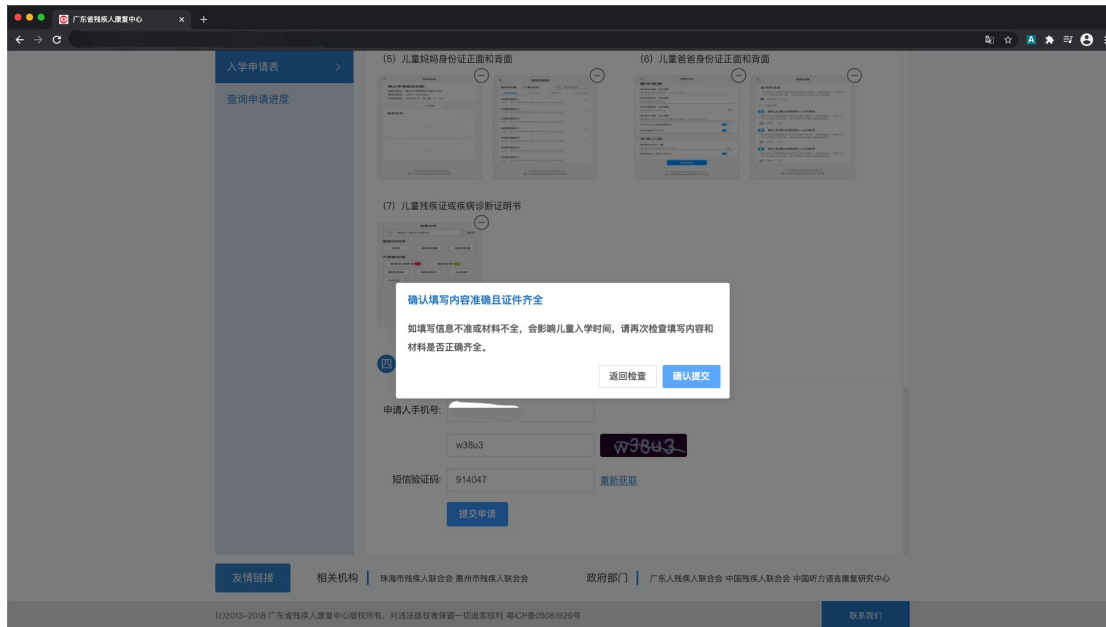 广东省残疾人康复中心
入学申请表
查询申请进度
(5) 儿童妈妈身份证正面和背面
(6) 儿童爸爸身份证正面和背面
(7) 儿童残疾证或疾病诊断证明书
确认填写内容准确且证件齐全
如填写信息不准或材料不全，会影响儿童入学时间，请再次检查填写内容和
材料是否正确齐全。
返回检查
确认提交
四
申请人手机号:
w38u3
w38u3
短信验证码:
914047
重新获取
提交申请
友情链接
相关机构
珠海市残疾人联合会 惠州市残疾人联合会
政府部门
广东人残疾人联合会 中国残疾人联合会 中国听力语言康复研究中心
(c)2013-2018 广东省残疾人康复中心版权所有，对违法版权者保留一切追索权利 粤ICP备05081926号
联系我们